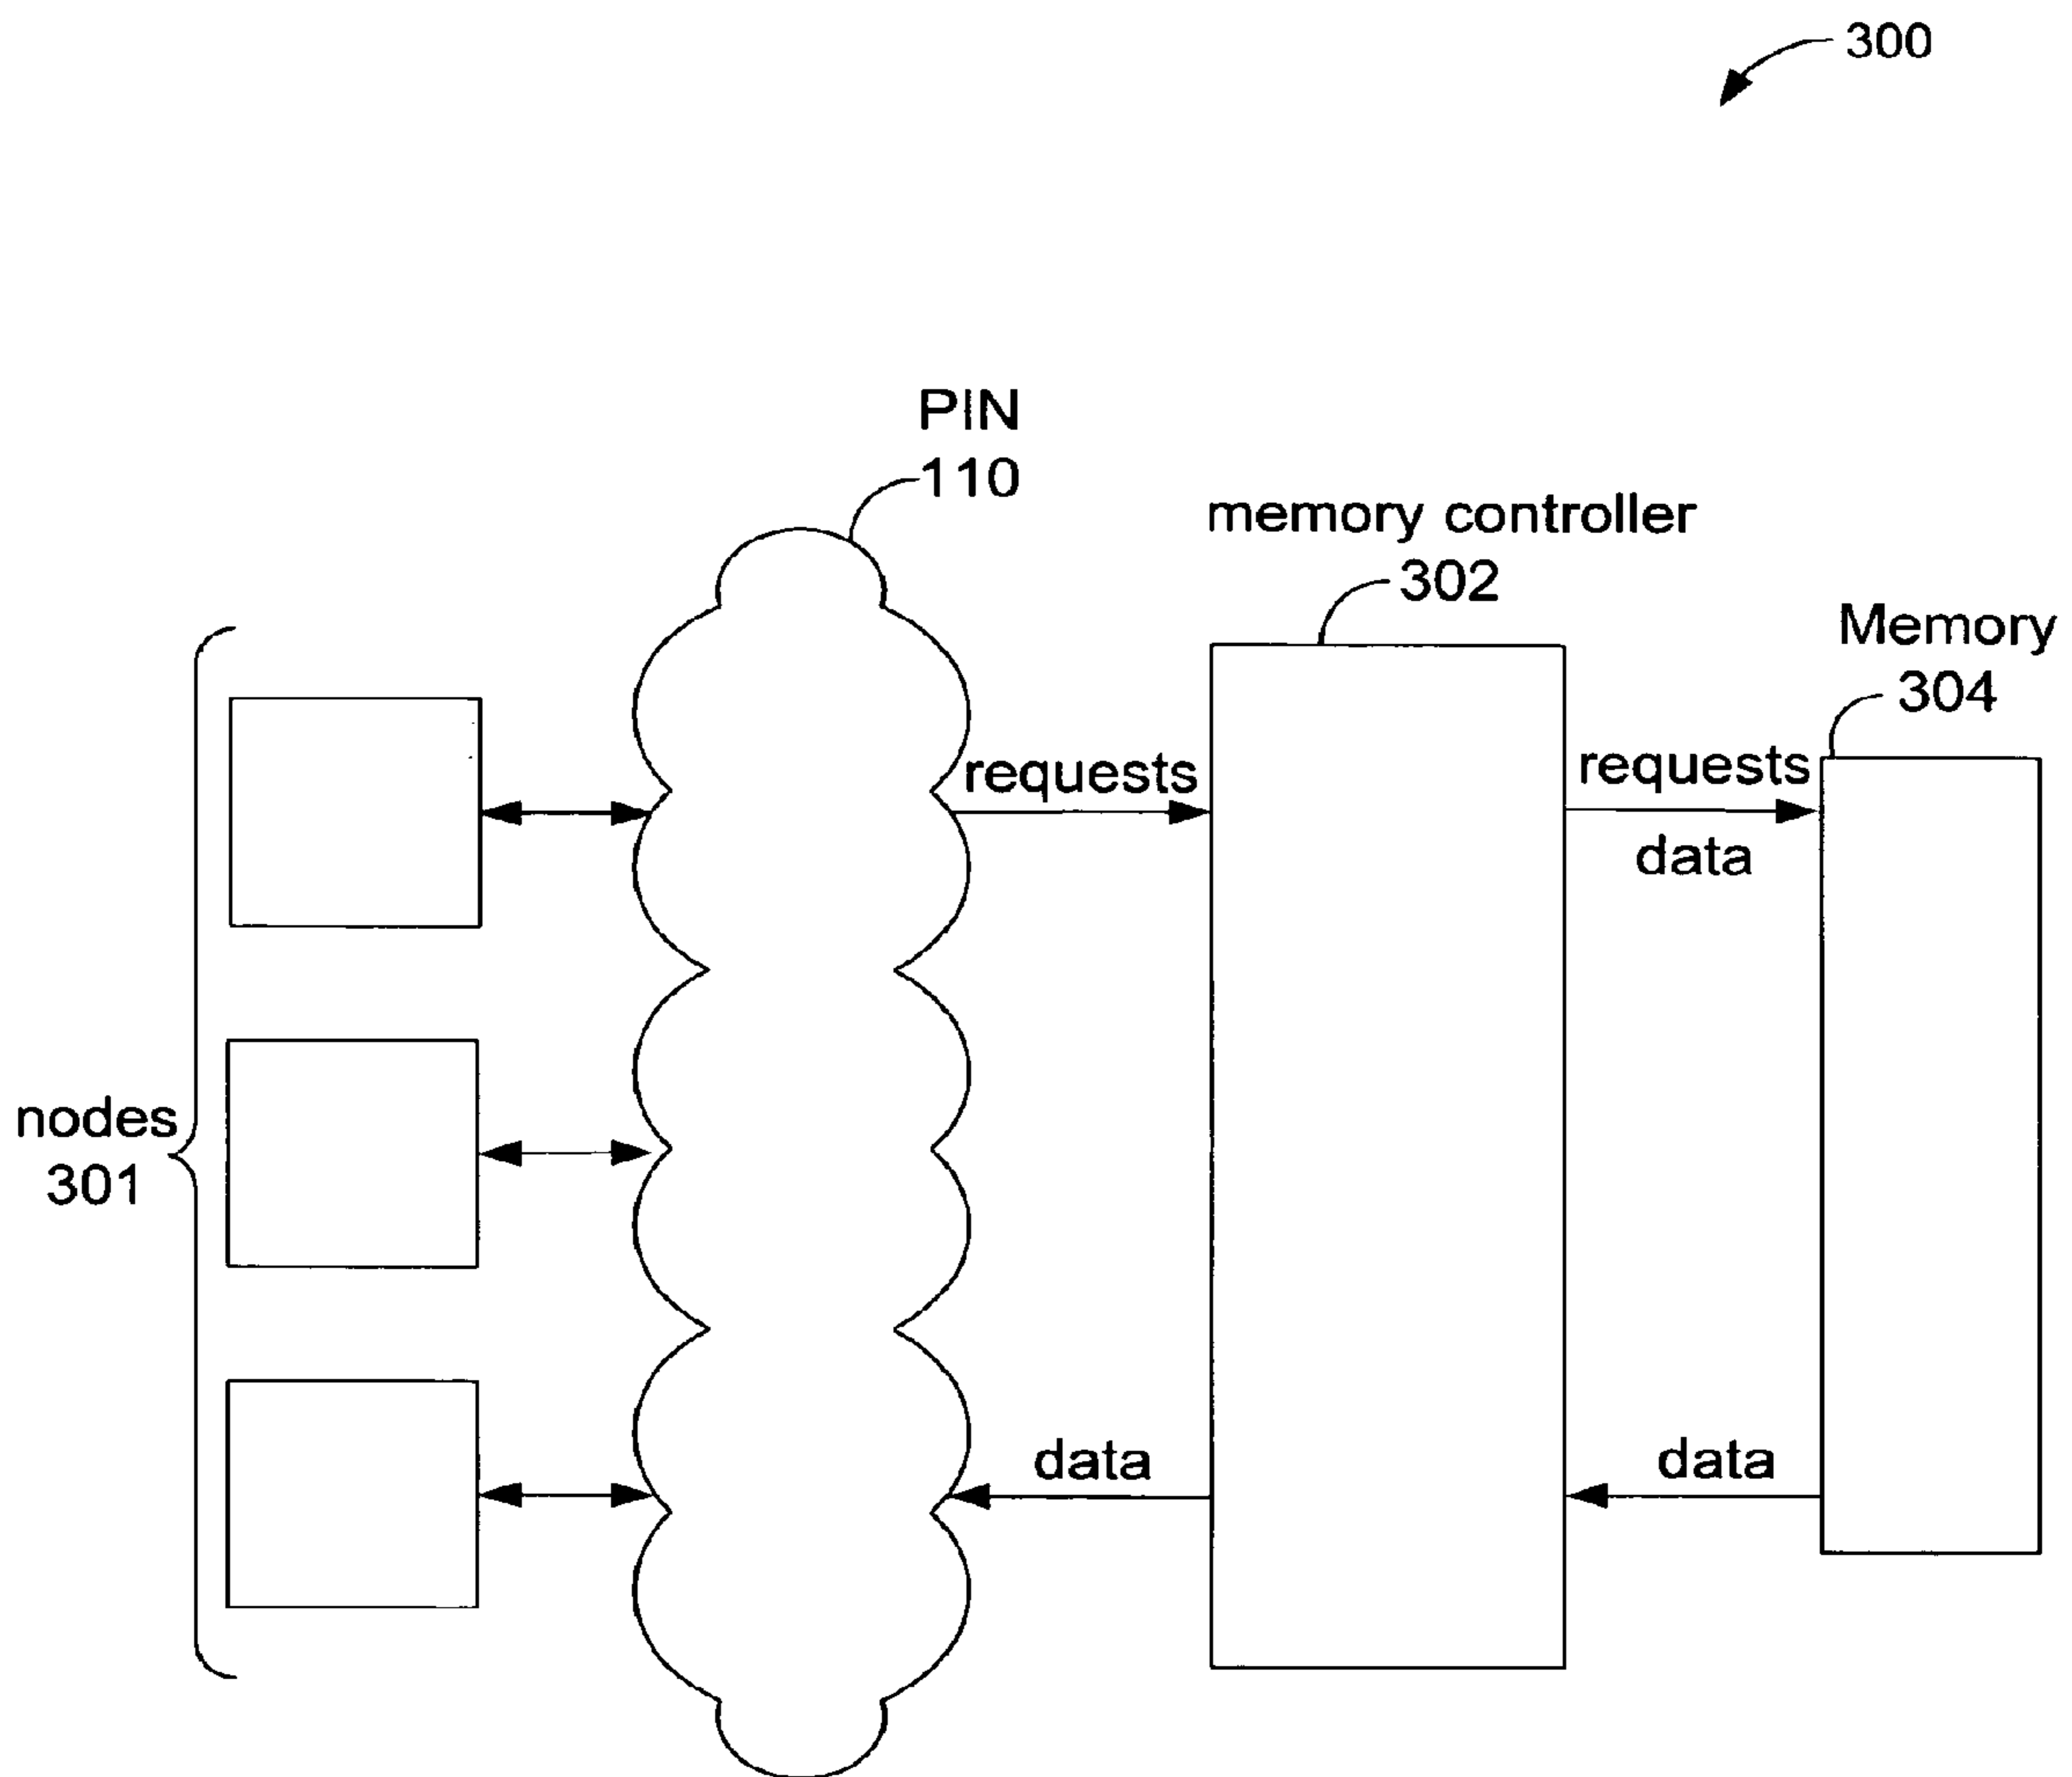 300
PIN
110
memory controller
302
Memory
304
requests
requests
data
nodes
301
data
data